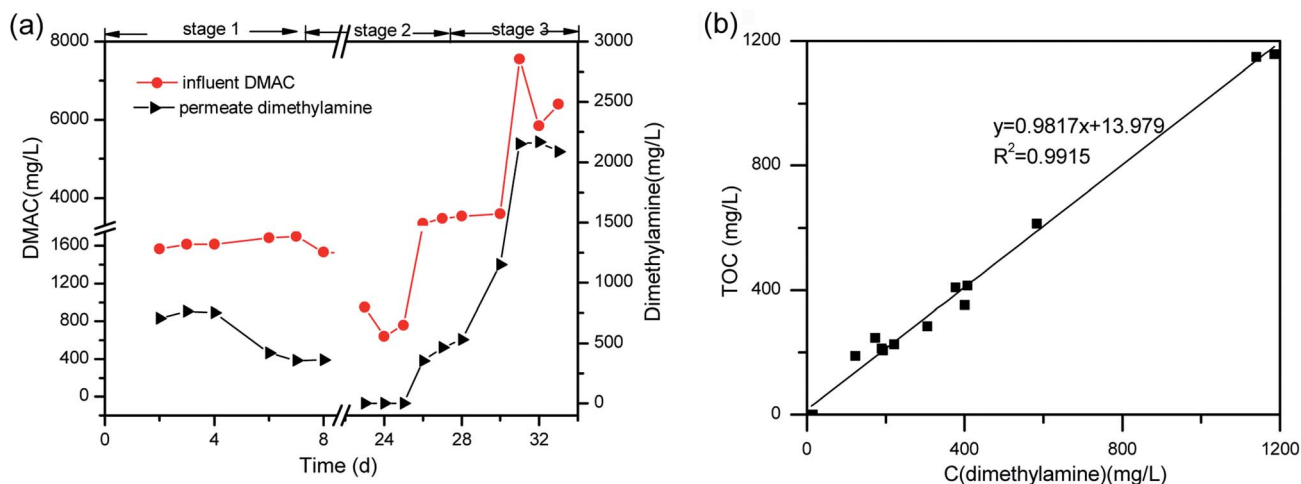 (a)
stage 1
stage 2
stage 3
8000
6000
4000
1600
1200
800
400
0
DMAC(mg/L)
influent DMAC
permeate dimethylamine
3000
2500
2000
1500
1000
500
0
Dimethylamine(mg/L)
0 4 8 24 28 32
Time (d)
(b)
1200
800
400
0
TOC (mg/L)
y=0.9817x+13.979
R²=0.9915
0 400 800 1200
C(dimethylamine)(mg/L)